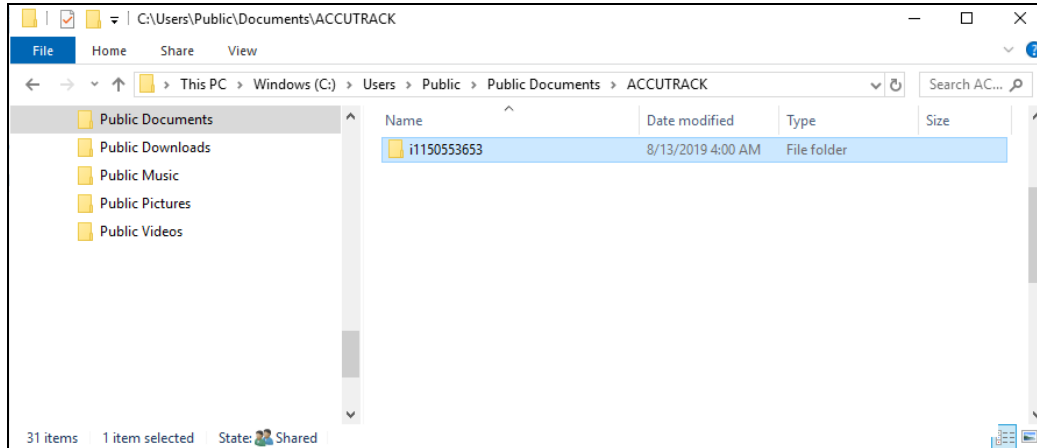 C:\Users\Public\Documents\ACCUTRACK
File Home Share View
This PC > Windows (C:) > Users > Public > Public Documents > ACCUTRACK
Search AC...
Public Documents
Public Downloads
Public Music
Public Pictures
Public Videos
Name Date modified Type Size
i1150553653 8/13/2019 4:00 AM File folder
31 items 1 item selected State: Shared